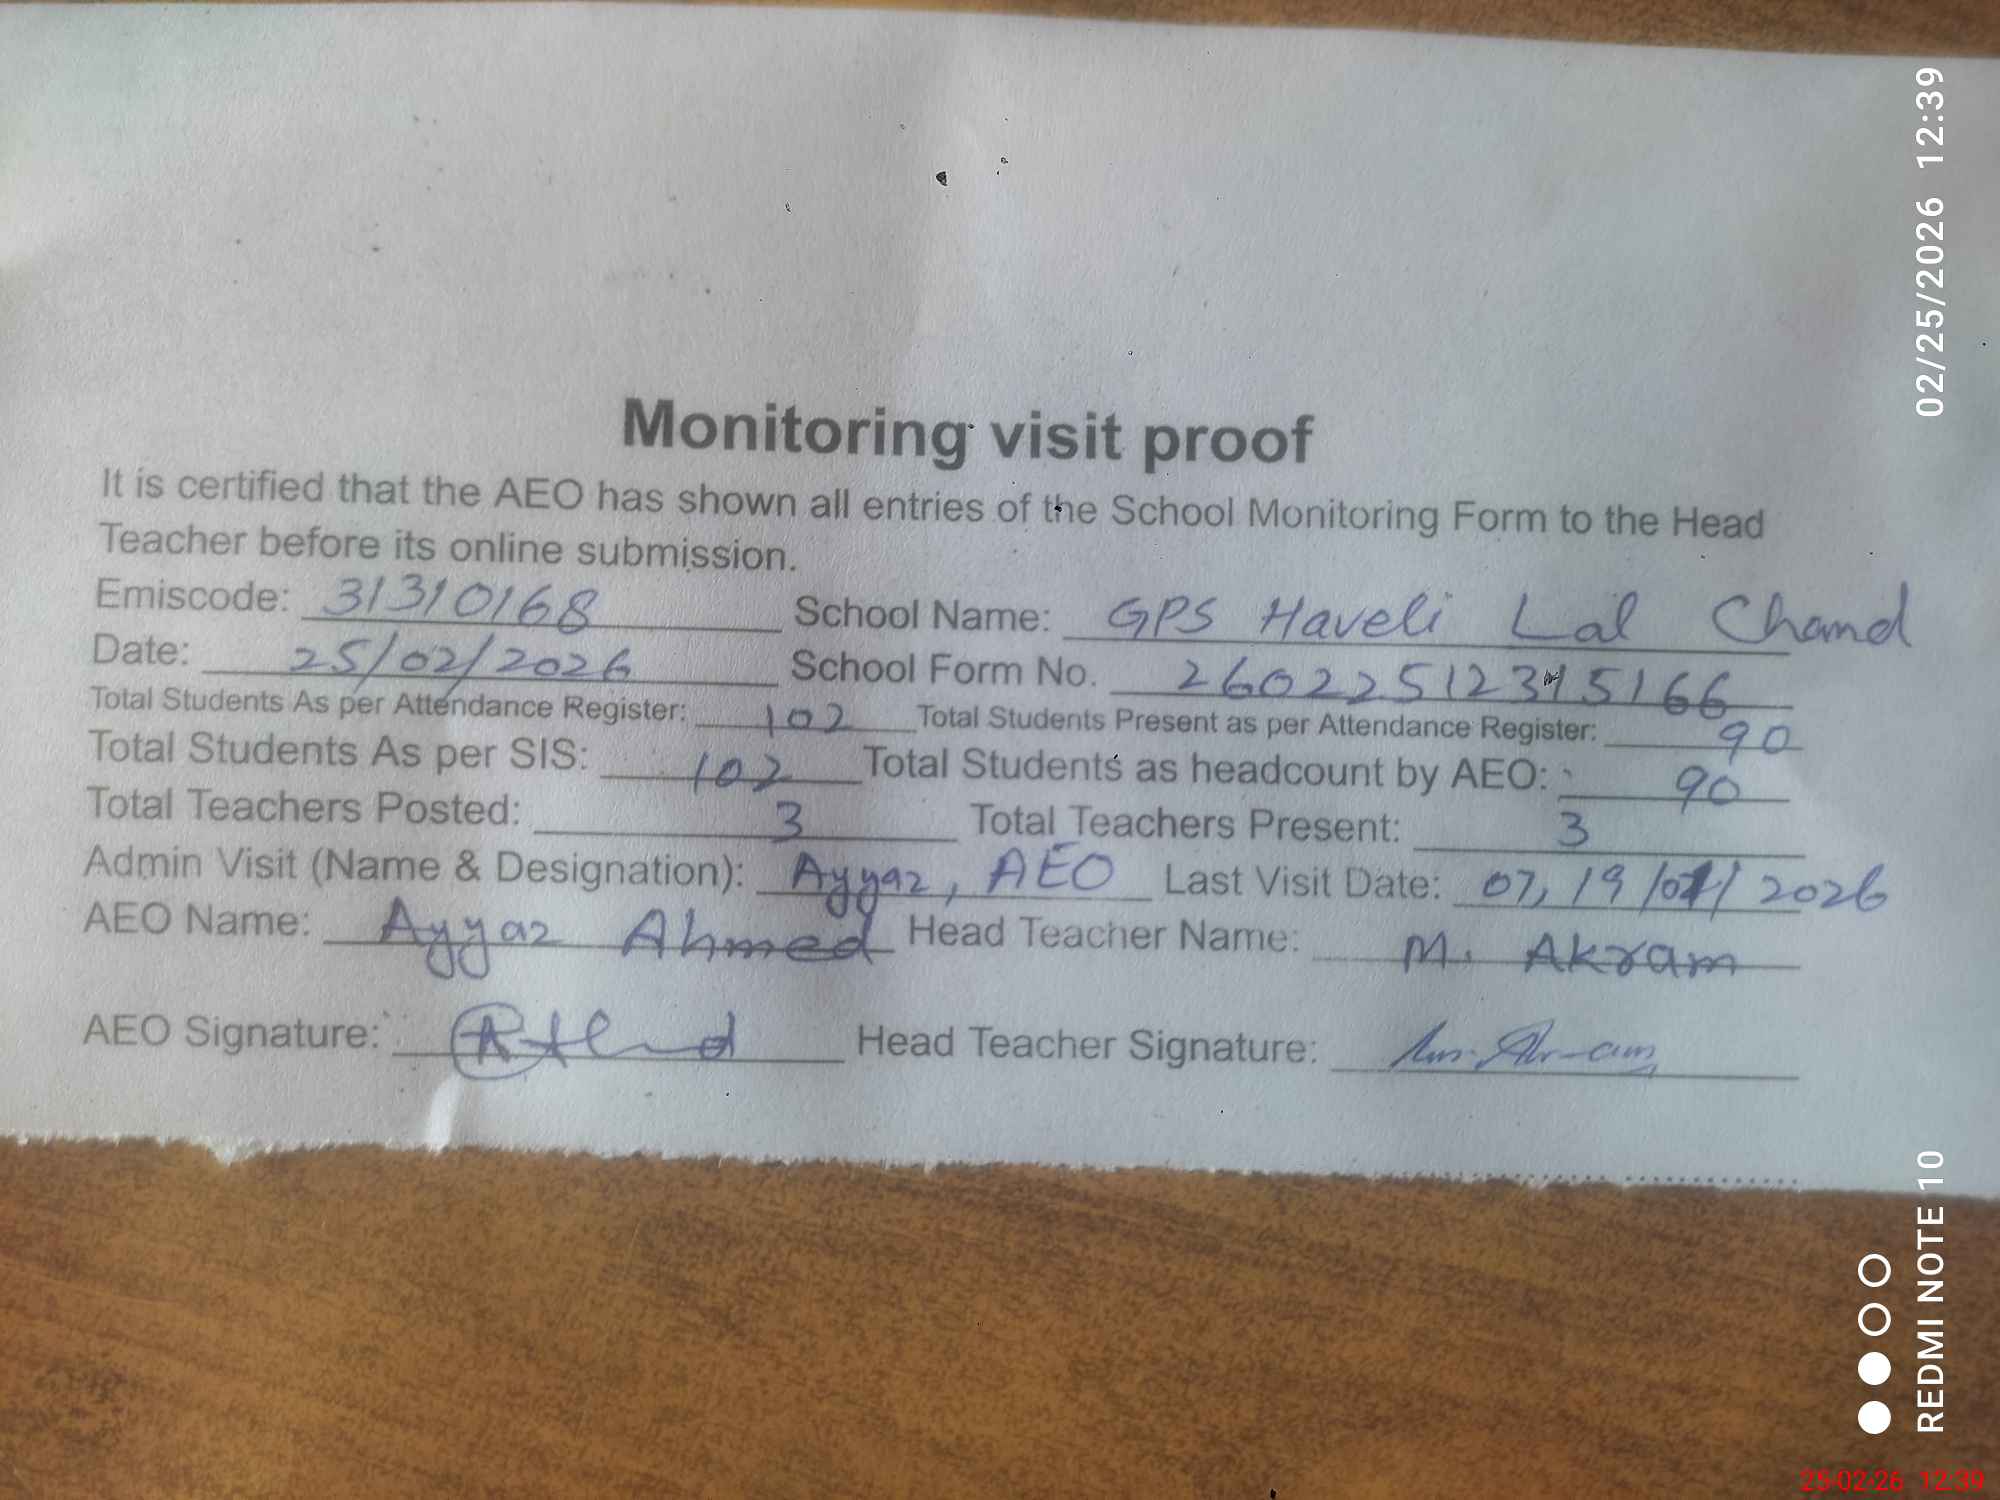 Monitoring visit proof
It is certified that the AEO has shown all entries of the School Monitoring Form to the Head
Teacher before its online submission.
Emiscode: 31310168 School Name: GPS Haveli Lal Chand
Date: 25/02/2026 School Form No. 260225123 5166
Total Students As per Attendance Register: 102 Total Students Present as per Attendance Register: 90
Total Students As per SIS: 102 Total Students as headcount by AEO: 90
Total Teachers Posted: 3 Total Teachers Present: 3
Admin Visit (Name & Designation): Ayyaz, AEO Last Visit Date: 07, 19 /01/ 2026
AEO Name: Ayyaz Ahmed Head Teacher Name: M. Akram
AEO Signature: Head Teacher Signature:
02/25/2026 12:39
REDMI NOTE 10
25-02-26 12:39